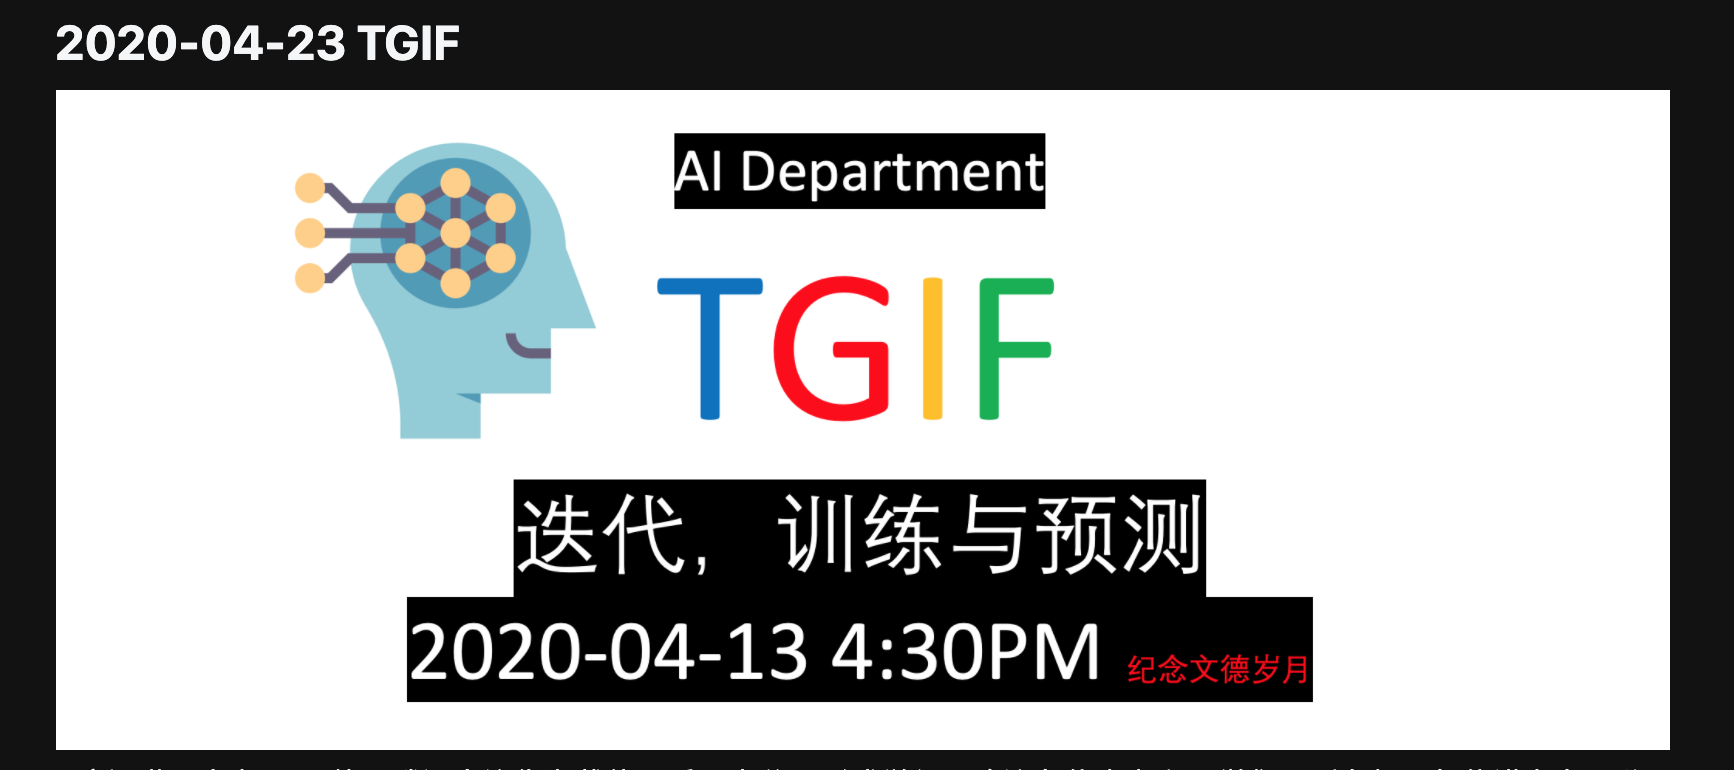 2020-04-23 TGIF
AI Department
TGIF
迭代，训练与预测
2020-04-13 4:30PM 纪念文德岁月